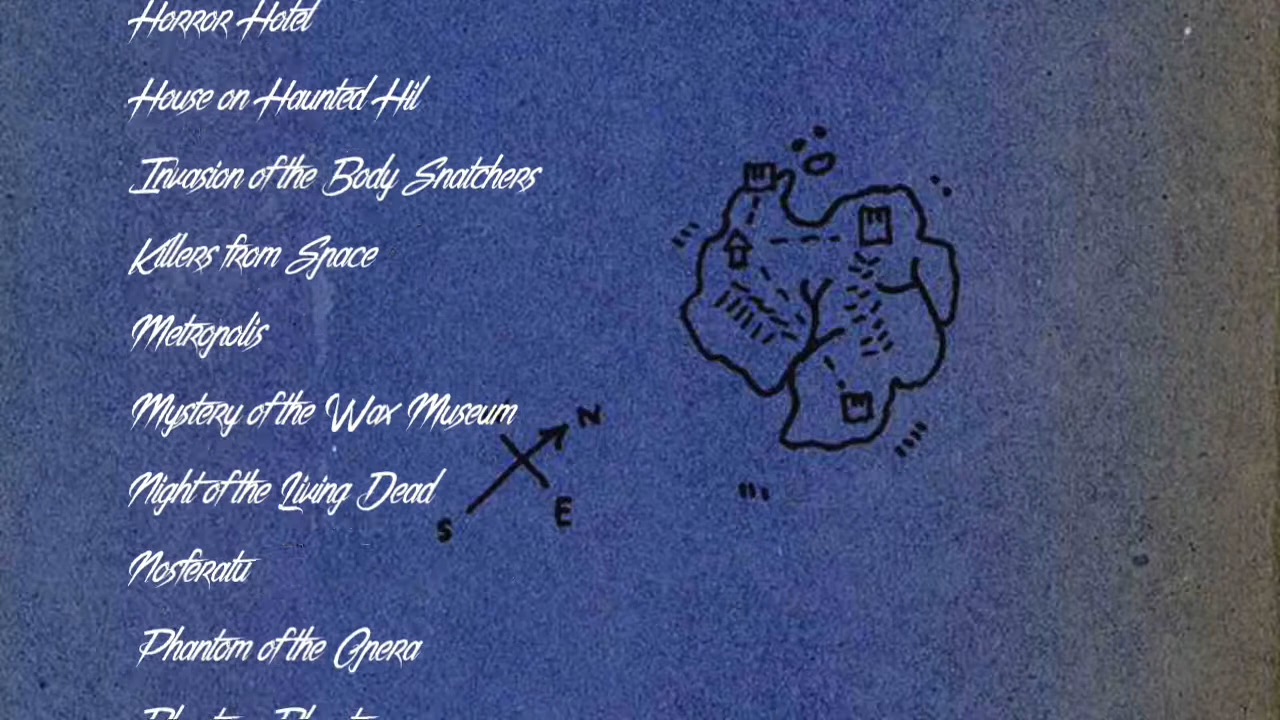 Horror Hotel
House on Haunted Hil
Invasion of the Body Snatchers
Killers from Space
Metropolis
Mystery of the Wax Museum
N
Night of the Living Dead
E
S
Nosferatu
Phantom of the Opera